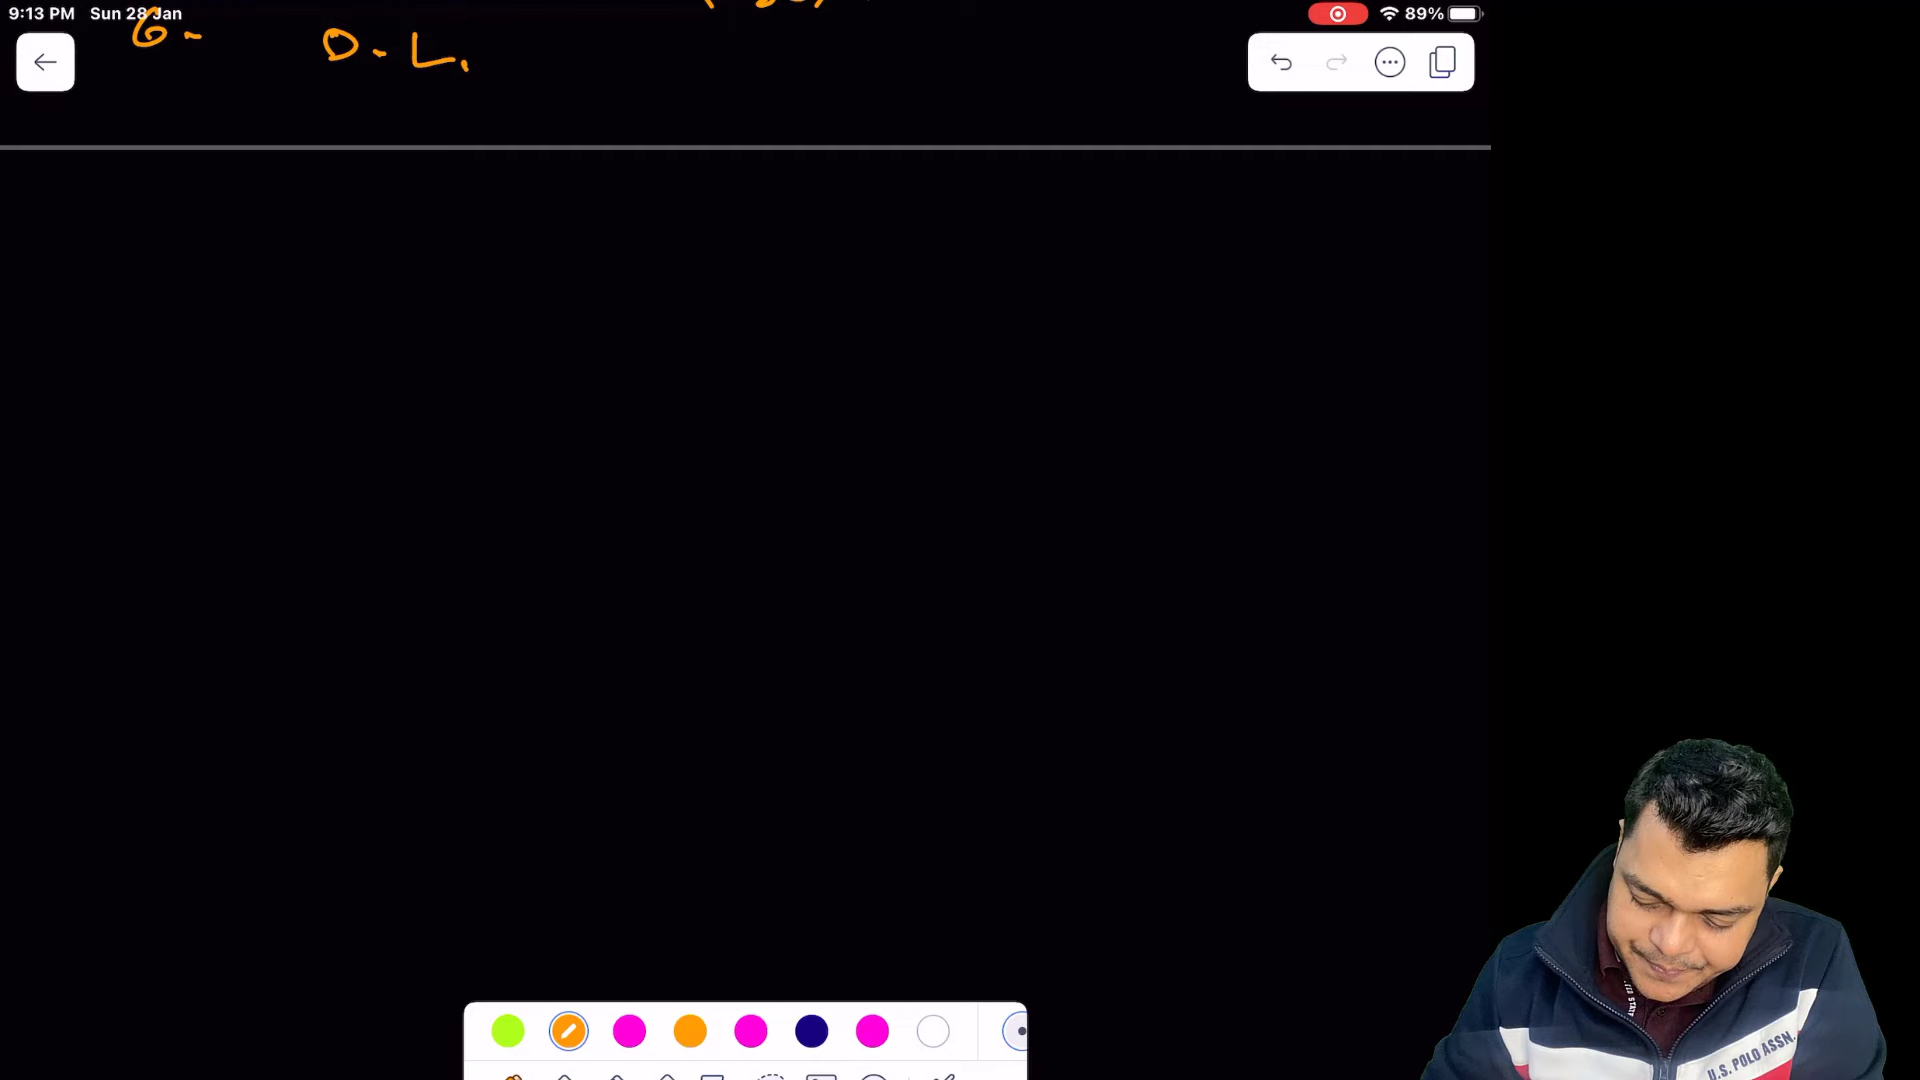 9:13 PM Sun 28 Jan
89%
6 -
D - L,
U.S. POLO ASSN.